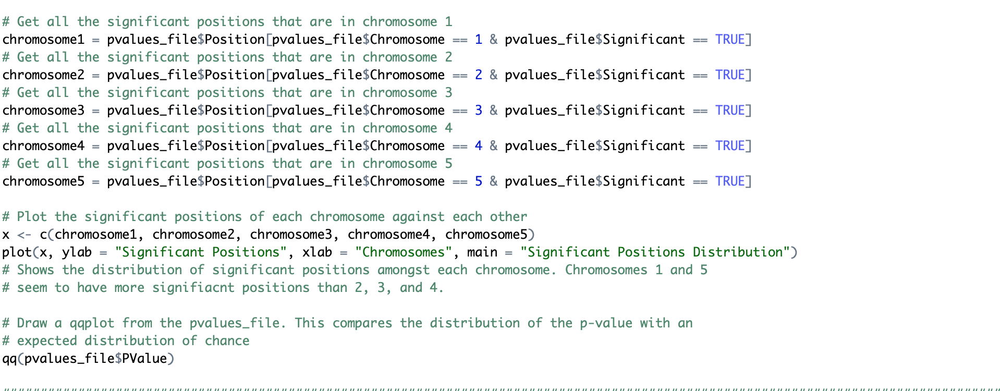 # Get all the significant positions that are in chromosome 1
chromosome1 = pvalues_file$Position[pvalues_file$Chromosome == 1 & pvalues_file$Significant == TRUE]
# Get all the significant positions that are in chromosome 2
chromosome2 = pvalues_file$Position[pvalues_file$Chromosome == 2 & pvalues_file$Significant == TRUE]
# Get all the significant positions that are in chromosome 3
chromosome3 = pvalues_file$Position[pvalues_file$Chromosome == 3 & pvalues_file$Significant == TRUE]
# Get all the significant positions that are in chromosome 4
chromosome4 = pvalues_file$Position[pvalues_file$Chromosome == 4 & pvalues_file$Significant == TRUE]
# Get all the significant positions that are in chromosome 5
chromosome5 = pvalues_file$Position[pvalues_file$Chromosome == 5 & pvalues_file$Significant == TRUE]
# Plot the significant positions of each chromosome against each other
x <- c(chromosome1, chromosome2, chromosome3, chromosome4, chromosome5)
plot(x, ylab = "Significant Positions", xlab = "Chromosomes", main = "Significant Positions Distribution")
# Shows the distribution of significant positions amongst each chromosome. Chromosomes 1 and 5
# seem to have more signifiacnt positions than 2, 3, and 4.
# Draw a qqplot from the pvalues_file. This compares the distribution of the p-value with an
# expected distribution of chance
qq(pvalues_file$PValue)